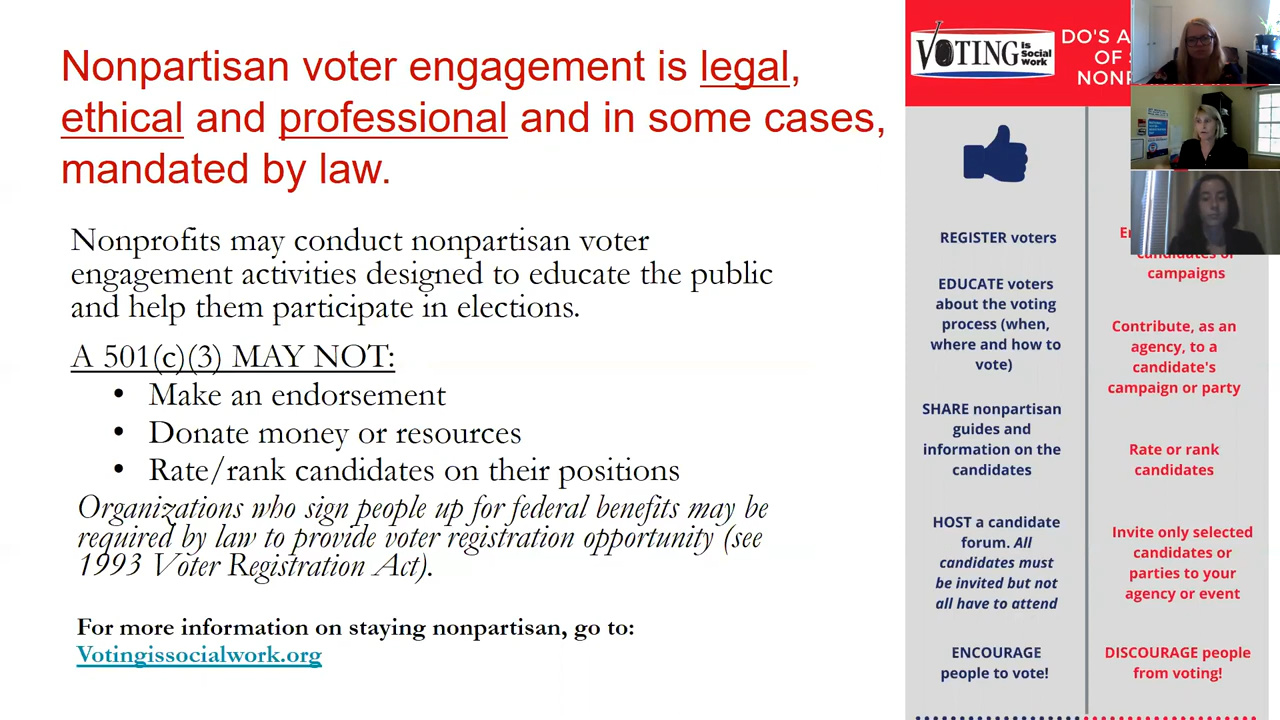 Nonpartisan voter engagement is legal,
ethical and professional and in some cases,
mandated by law.
Nonprofits may conduct nonpartisan voter
engagement activities designed to educate the public
and help them participate in elections.
A 501(c)(3) MAY NOT:
• Make an endorsement
• Donate money or resources
• Rate/rank candidates on their positions
Organizations who sign people up for federal benefits may be
required by law to provide voter registration opportunity (see
1993 Voter Registration Act).
For more information on staying nonpartisan, go to:
Votingissocialwork.org
VOTING is Social Work
DO'S A
OF S
NONP
REGISTER voters
EDUCATE voters
about the voting
process (when,
where and how to
vote)
SHARE nonpartisan
guides and
information on the
candidates
HOST a candidate
forum. All
candidates must
be invited but not
all have to attend
ENCOURAGE
people to vote!
candidates or
campaigns
Contribute, as an
agency, to a
candidate's
campaign or party
Rate or rank
candidates
Invite only selected
candidates or
parties to your
agency or event
DISCOURAGE people
from voting!